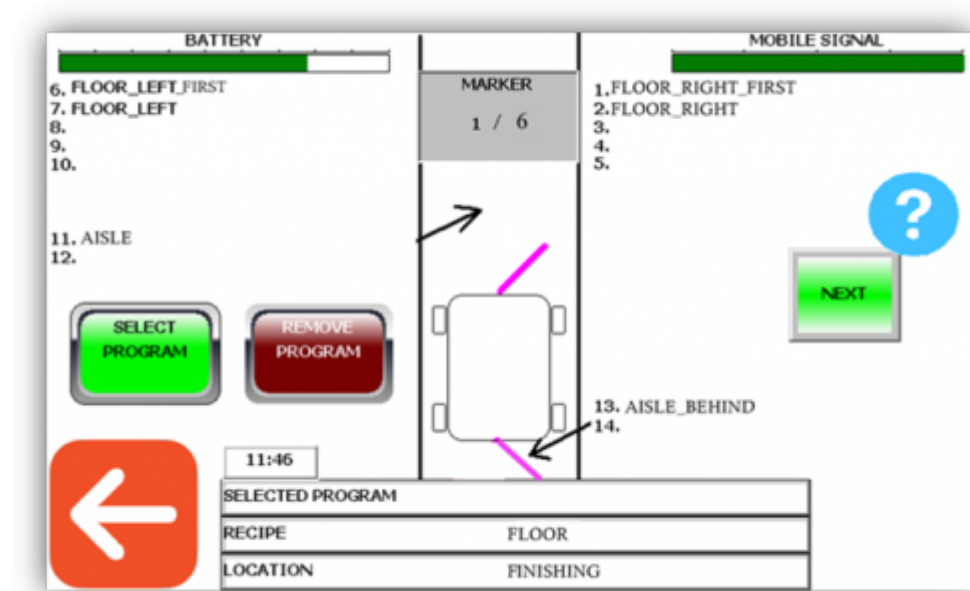 BATTERY
MOBILE SIGNAL
6. FLOOR_LEFT_FIRST
7. FLOOR_LEFT
8.
9.
10.
MARKER
1 / 6
1.FLOOR_RIGHT_FIRST
2.FLOOR_RIGHT
3.
4.
5.
11. AISLE
12.
?
NEXT
SELECT
PROGRAM
REMOVE
PROGRAM
13. AISLE_BEHIND
14.
11:46
SELECTED PROGRAM
RECIPE FLOOR
LOCATION FINISHING